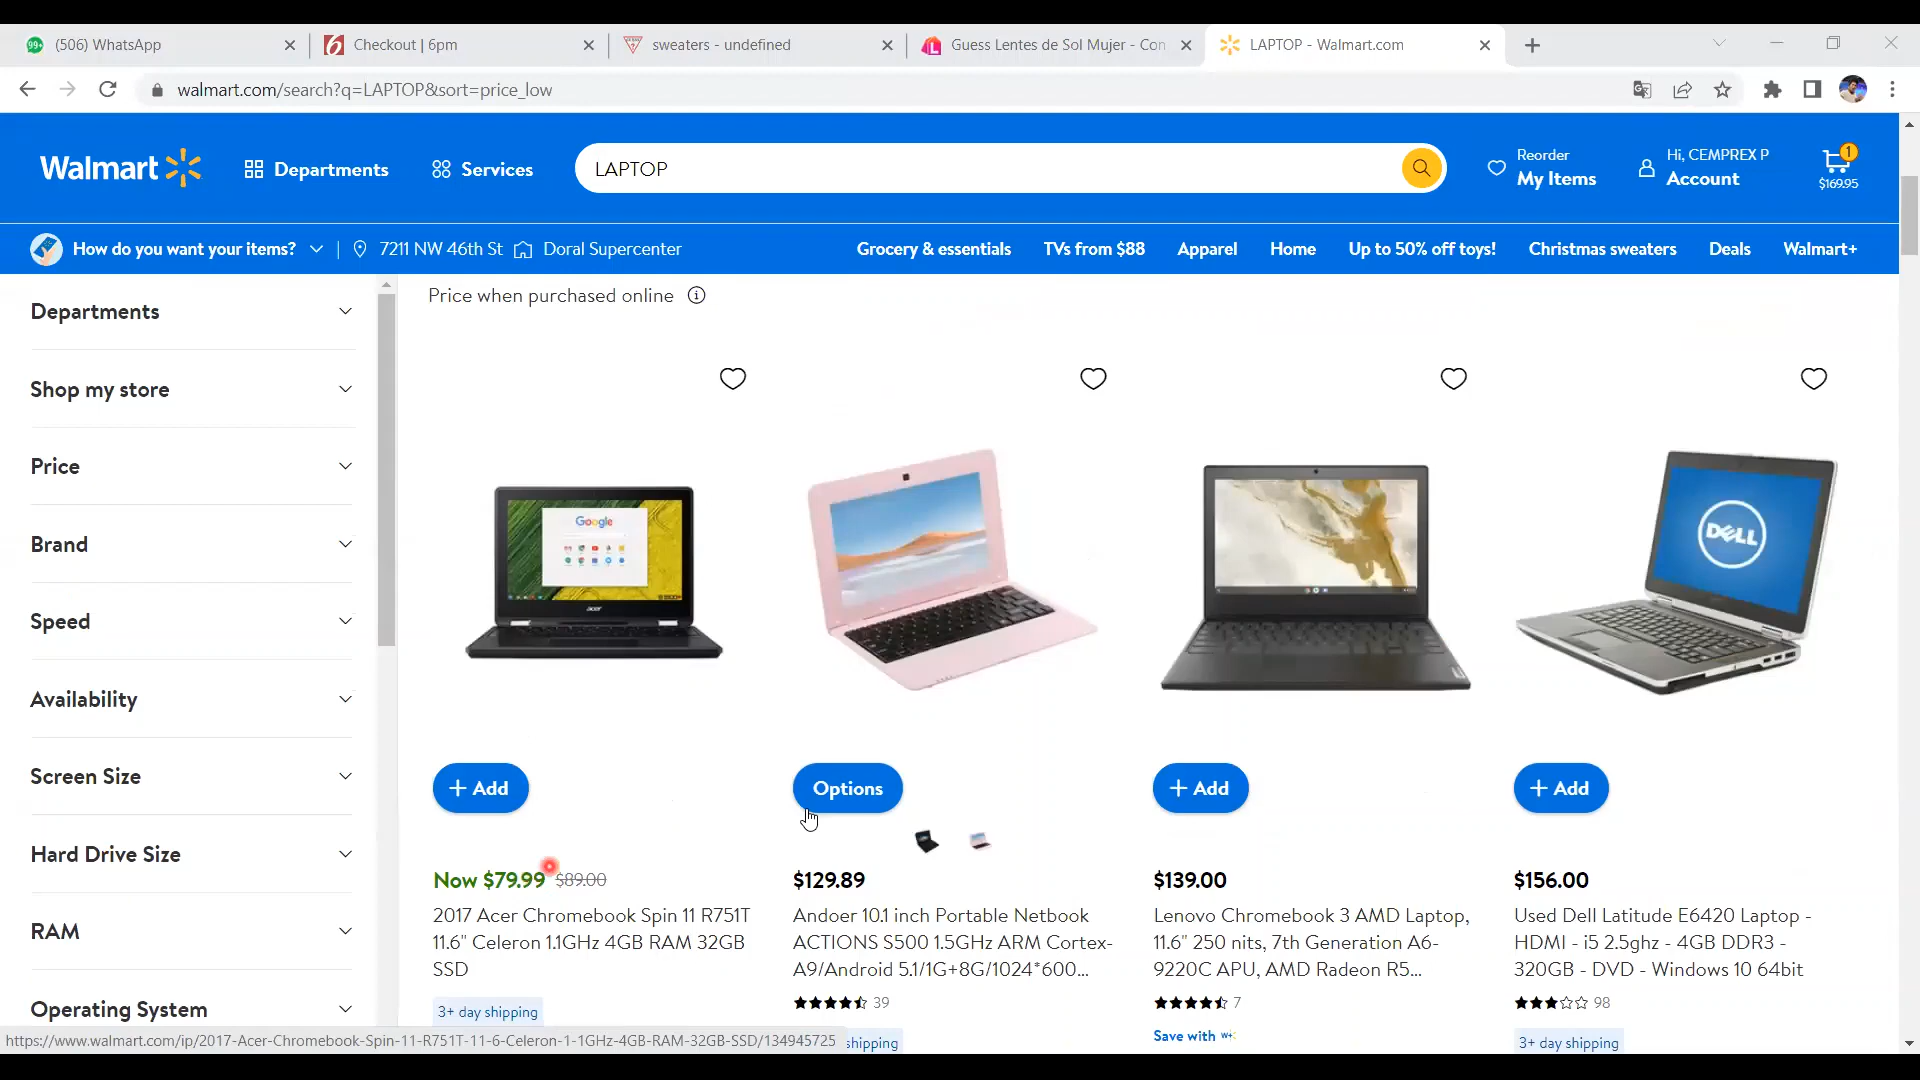 99+ (506) WhatsApp
Checkout | 6pm
sweaters - undefined
Guess Lentes de Sol Mujer - Con
LAPTOP - Walmart.com
walmart.com/search?q=LAPTOP&sort=price_low
Walmart
Departments
Services
LAPTOP
Reorder
My Items
Hi, CEMPREX P
Account
1
$169.95
How do you want your items?
7211 NW 46th St
Doral Supercenter
Grocery & essentials
TVs from $88
Apparel
Home
Up to 50% off toys!
Christmas sweaters
Deals
Walmart+
Departments
Shop my store
Price
Brand
Speed
Availability
Screen Size
Hard Drive Size
RAM
Operating System
Price when purchased online
Google
acer
DELL
+ Add
Options
+ Add
+ Add
Now $79.99 $89.00
2017 Acer Chromebook Spin 11 R751T
11.6" Celeron 1.1GHz 4GB RAM 32GB
SSD
3+ day shipping
$129.89
Andoer 10.1 inch Portable Netbook
ACTIONS S500 1.5GHz ARM Cortex-
A9/Android 5.1/1G+8G/1024*600...
39
shipping
$139.00
Lenovo Chromebook 3 AMD Laptop,
11.6" 250 nits, 7th Generation A6-
9220C APU, AMD Radeon R5...
7
Save with W+
$156.00
Used Dell Latitude E6420 Laptop -
HDMI - i5 2.5ghz - 4GB DDR3 -
320GB - DVD - Windows 10 64bit
98
3+ day shipping
https://www.walmart.com/ip/2017-Acer-Chromebook-Spin-11-R751T-11-6-Celeron-1-1GHz-4GB-RAM-32GB-SSD/134945725